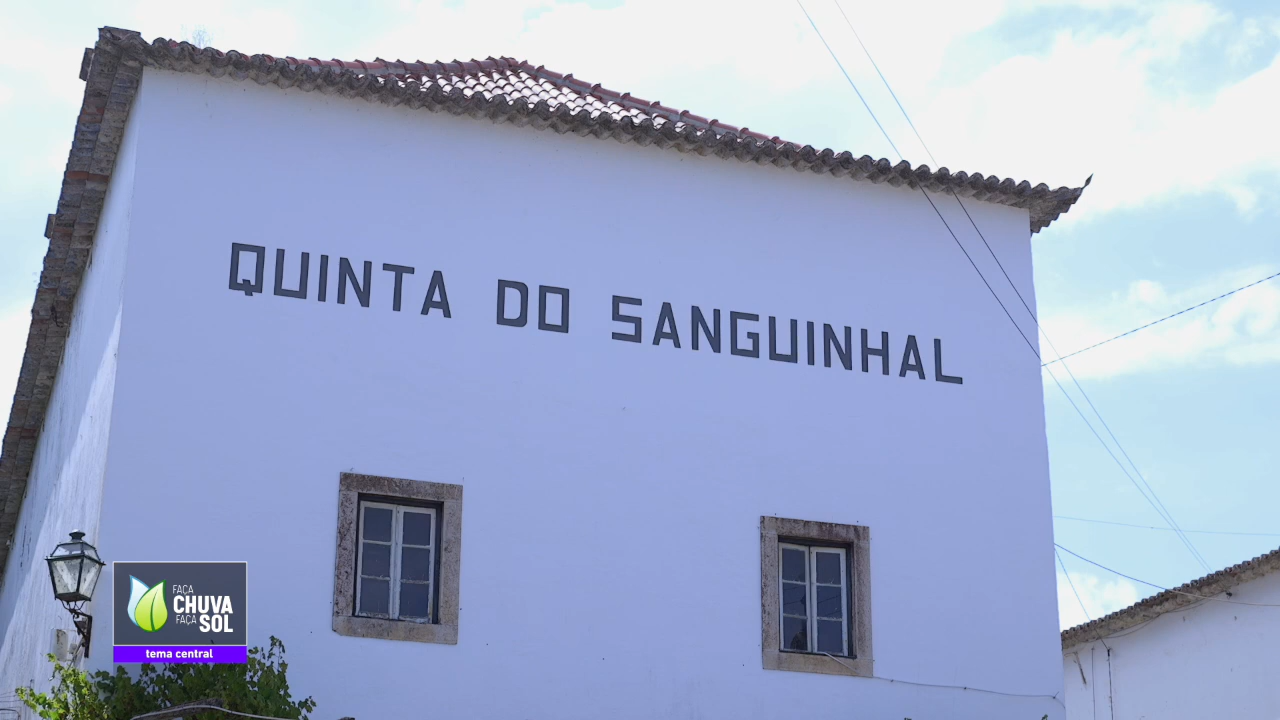 QUINTA DO SANGUINHAL
FAÇA
CHUVA
FAÇA SOL
tema central